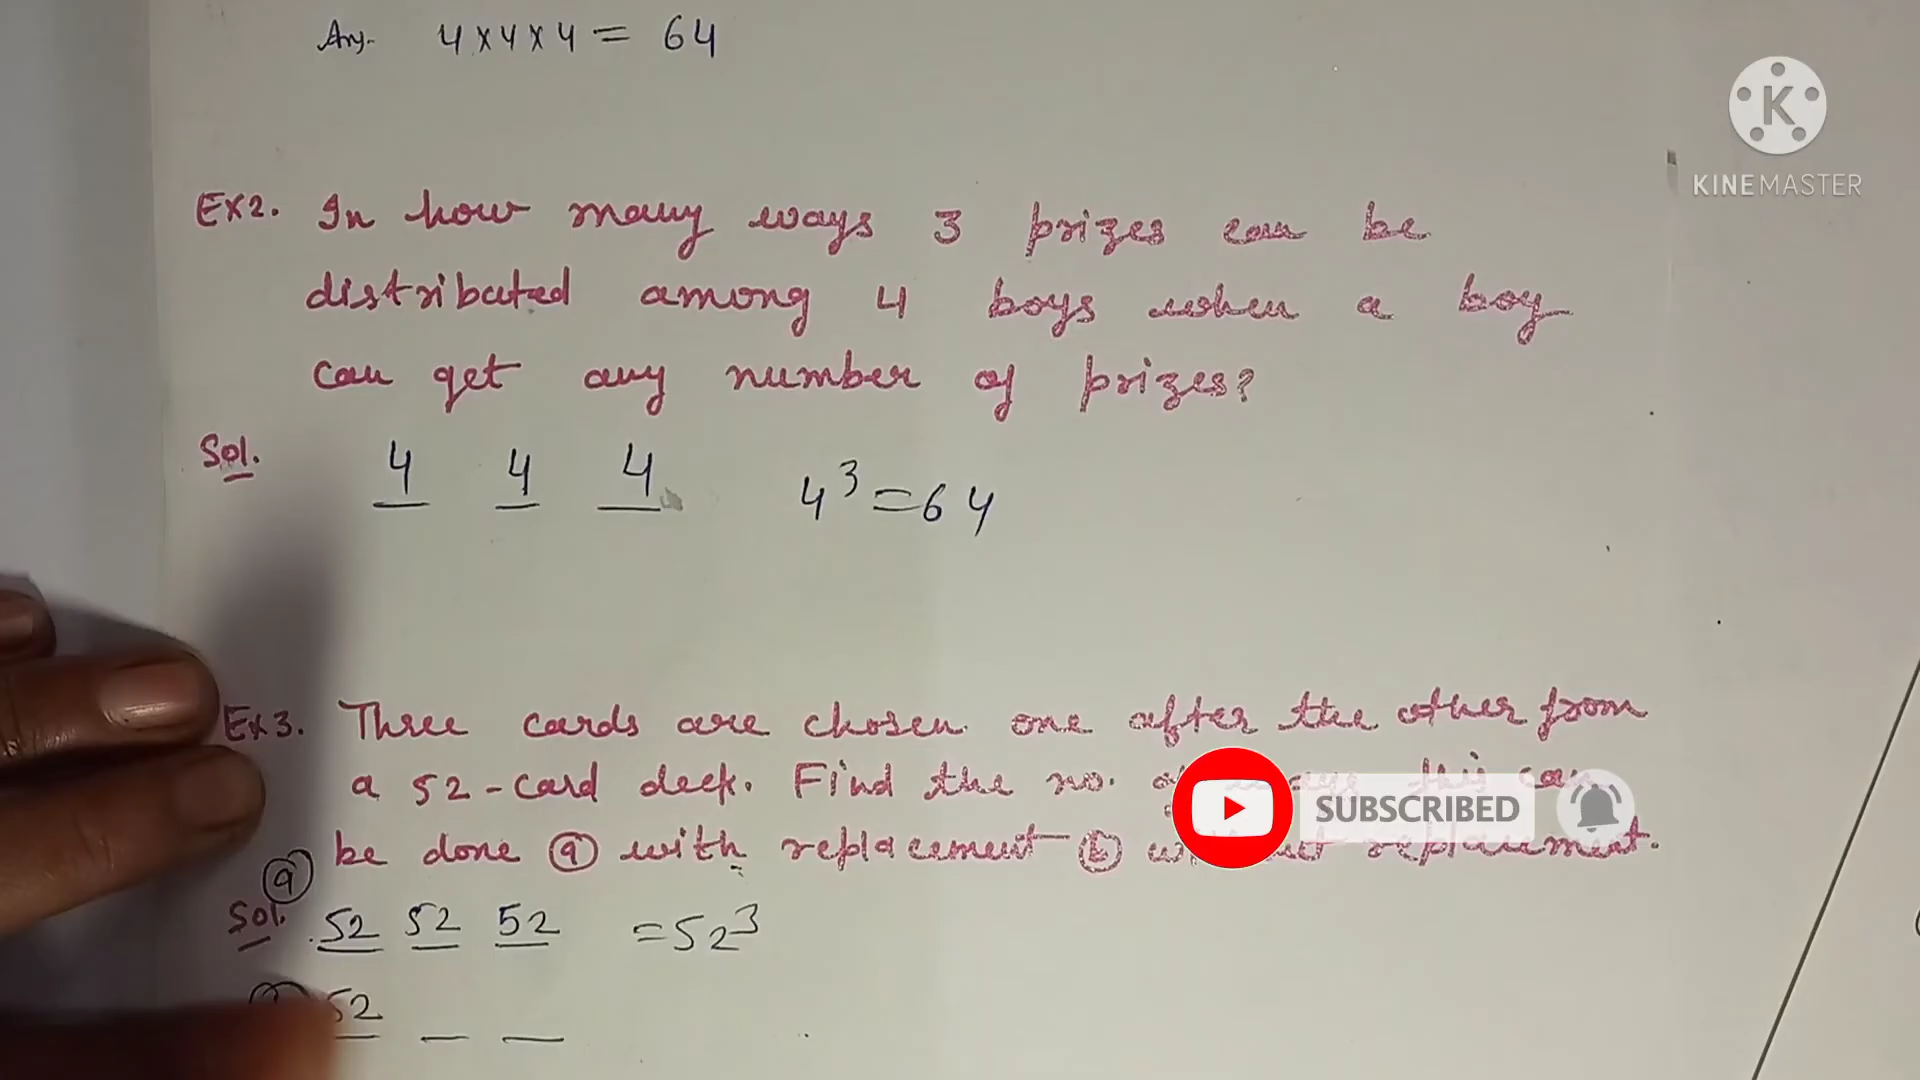 Ans. 4×4×4 = 64
KINEMASTER
Ex2. In how many ways 3 prizes can be
distributed among 4 boys when a boy
can get any number of prizes?
Sol. 4 4 4 4³=64
Ex3. Three cards are chosen one after the other from
a 52-card deck. Find the no. this can
be done (a) with replacement (b) replacement.
SUBSCRIBED
(a)
Sol. 52 52 52 =52³
52